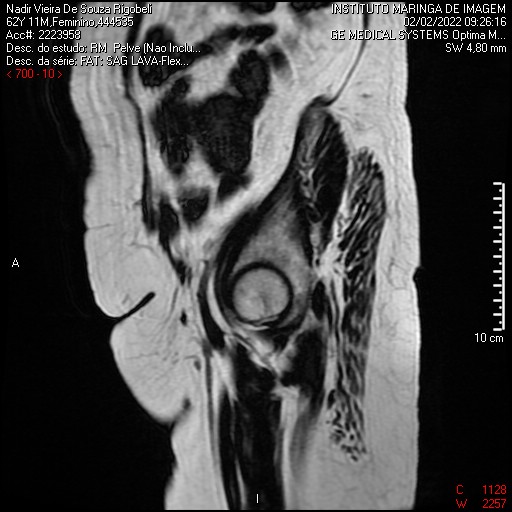 Nadir Vieira De Souza Rigobeli
62Y 11M,Feminino,444535
Acc#: 2223953
Desc. do estudo: RM  Pelve (Nao Inclu...
Desc. da série: FAT: SAG LAVA-Flex...
< 700 - 10 >
INSTITUTO MARINGA DE IMAGEM
02/02/2022 09:26:16
GE MEDICAL SYSTEMS Optima M...
SW 4,80 mm
A
10 cm
I
C 1128
W 2257